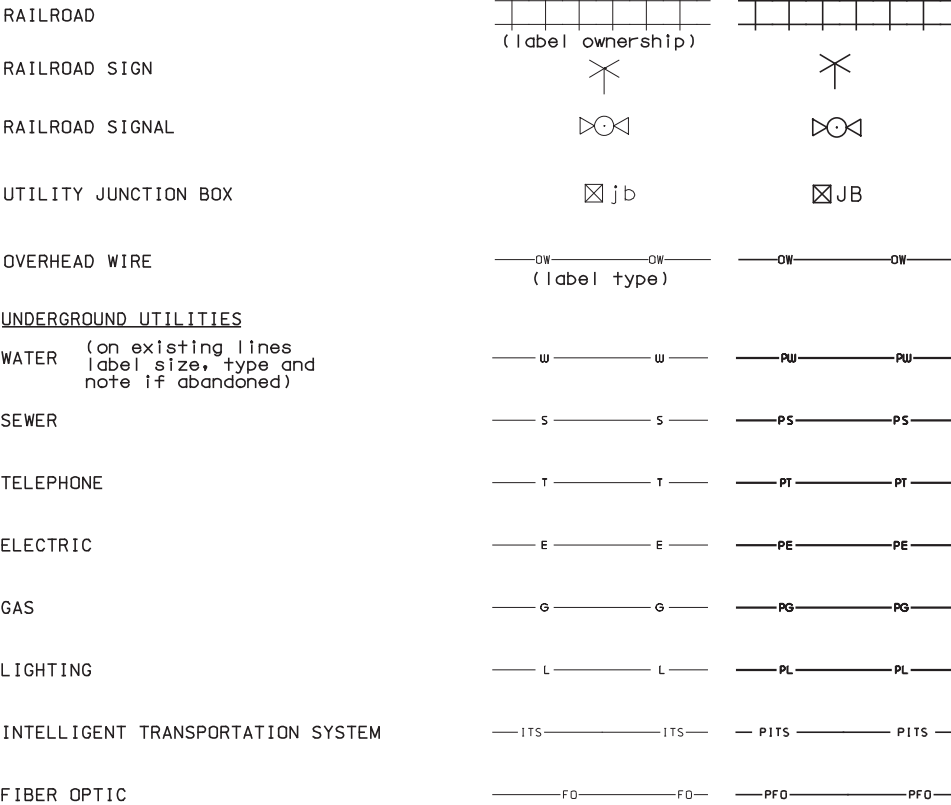 RAILROAD
(label ownership)
RAILROAD SIGN
RAILROAD SIGNAL
UTILITY JUNCTION BOX jb JB
OVERHEAD WIRE OW OW OW OW
(label type)
UNDERGROUND UTILITIES
WATER (on existing lines
label size, type and
note if abandoned) W W PW PW
SEWER S S PS PS
TELEPHONE T T PT PT
ELECTRIC E E PE PE
GAS G G PG PG
LIGHTING L L PL PL
INTELLIGENT TRANSPORTATION SYSTEM ITS ITS PITS PITS
FIBER OPTIC FO FO PFO PFO